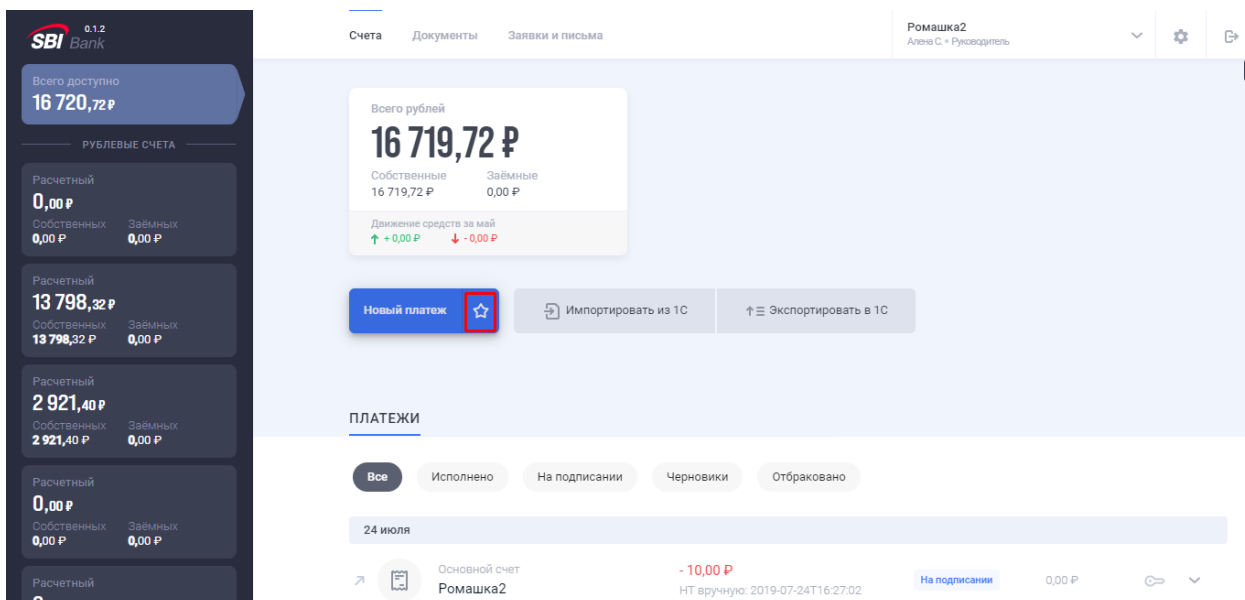 SBI Bank 0.1.2
Всего доступно
16 720,72 ₽
РУБЛЕВЫЕ СЧЕТА
Расчетный
0,00 ₽
Собственных Заёмных
0,00 ₽ 0,00 ₽
Расчетный
13 798,32 ₽
Собственных Заёмных
13 798,32 ₽ 0,00 ₽
Расчетный
2 921,40 ₽
Собственных Заёмных
2 921,40 ₽ 0,00 ₽
Расчетный
0,00 ₽
Собственных Заёмных
0,00 ₽ 0,00 ₽
Расчетный
Счета Документы Заявки и письма
Ромашка2
Алена С. • Руководитель
Всего рублей
16 719,72 ₽
Собственные Заёмные
16 719,72 ₽ 0,00 ₽
Движение средств за май
+ 0,00 ₽ - 0,00 ₽
Новый платеж Импортировать из 1С Экспортировать в 1С
ПЛАТЕЖИ
Все Исполнено На подписании Черновики Отбраковано
24 июля
Основной счет
Ромашка2
- 10,00 ₽
НТ вручную: 2019-07-24T16:27:02
На подписании 0,00 ₽